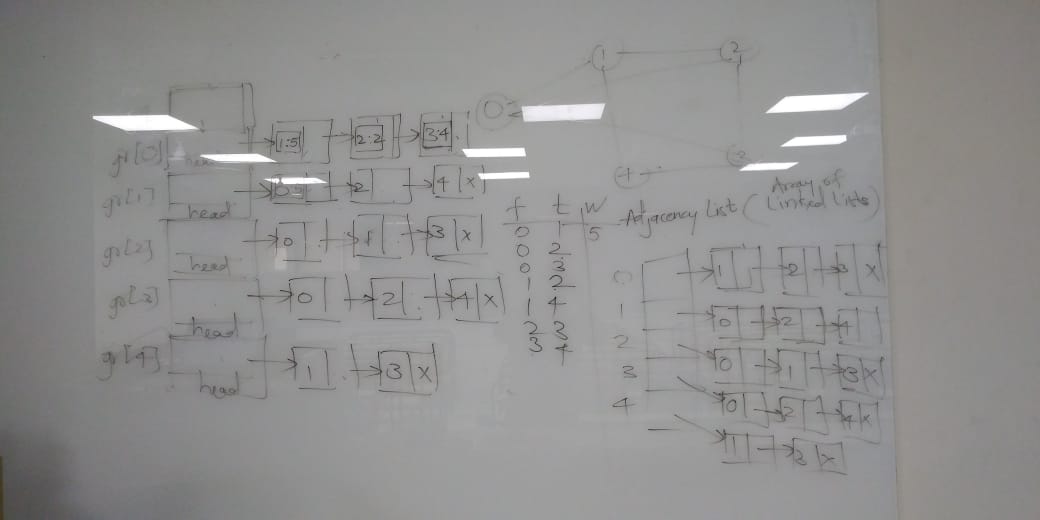 1 2
0
3
4
gr[0] head 1:5 2:2 3:4
gr[1] head 0 2 4 x
gr[2] head 0 1 3 x
gr[3] head 0 2 4 x
gr[4] head 1 3 x
f t w
0 1 5
0 2
0 3
1 2
1 4
2 3
3 4
Adjacency List (Array of Linked Lists)
0 1 2 3 x
1 0 2 4
2 0 1 3 x
3 0 2 4 x
4 1 3 x